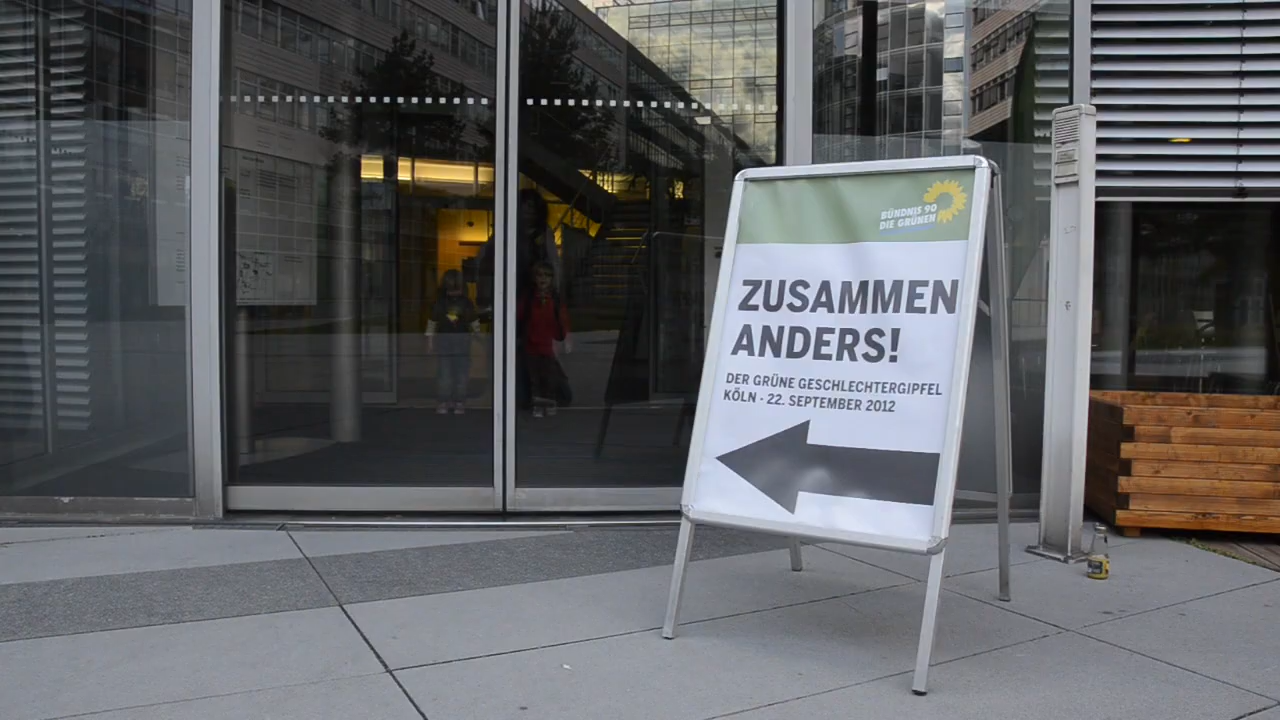 BÜNDNIS 90
DIE GRÜNEN
ZUSAMMEN
ANDERS!
DER GRÜNE GESCHLECHTERGIPFEL
KÖLN - 22. SEPTEMBER 2012